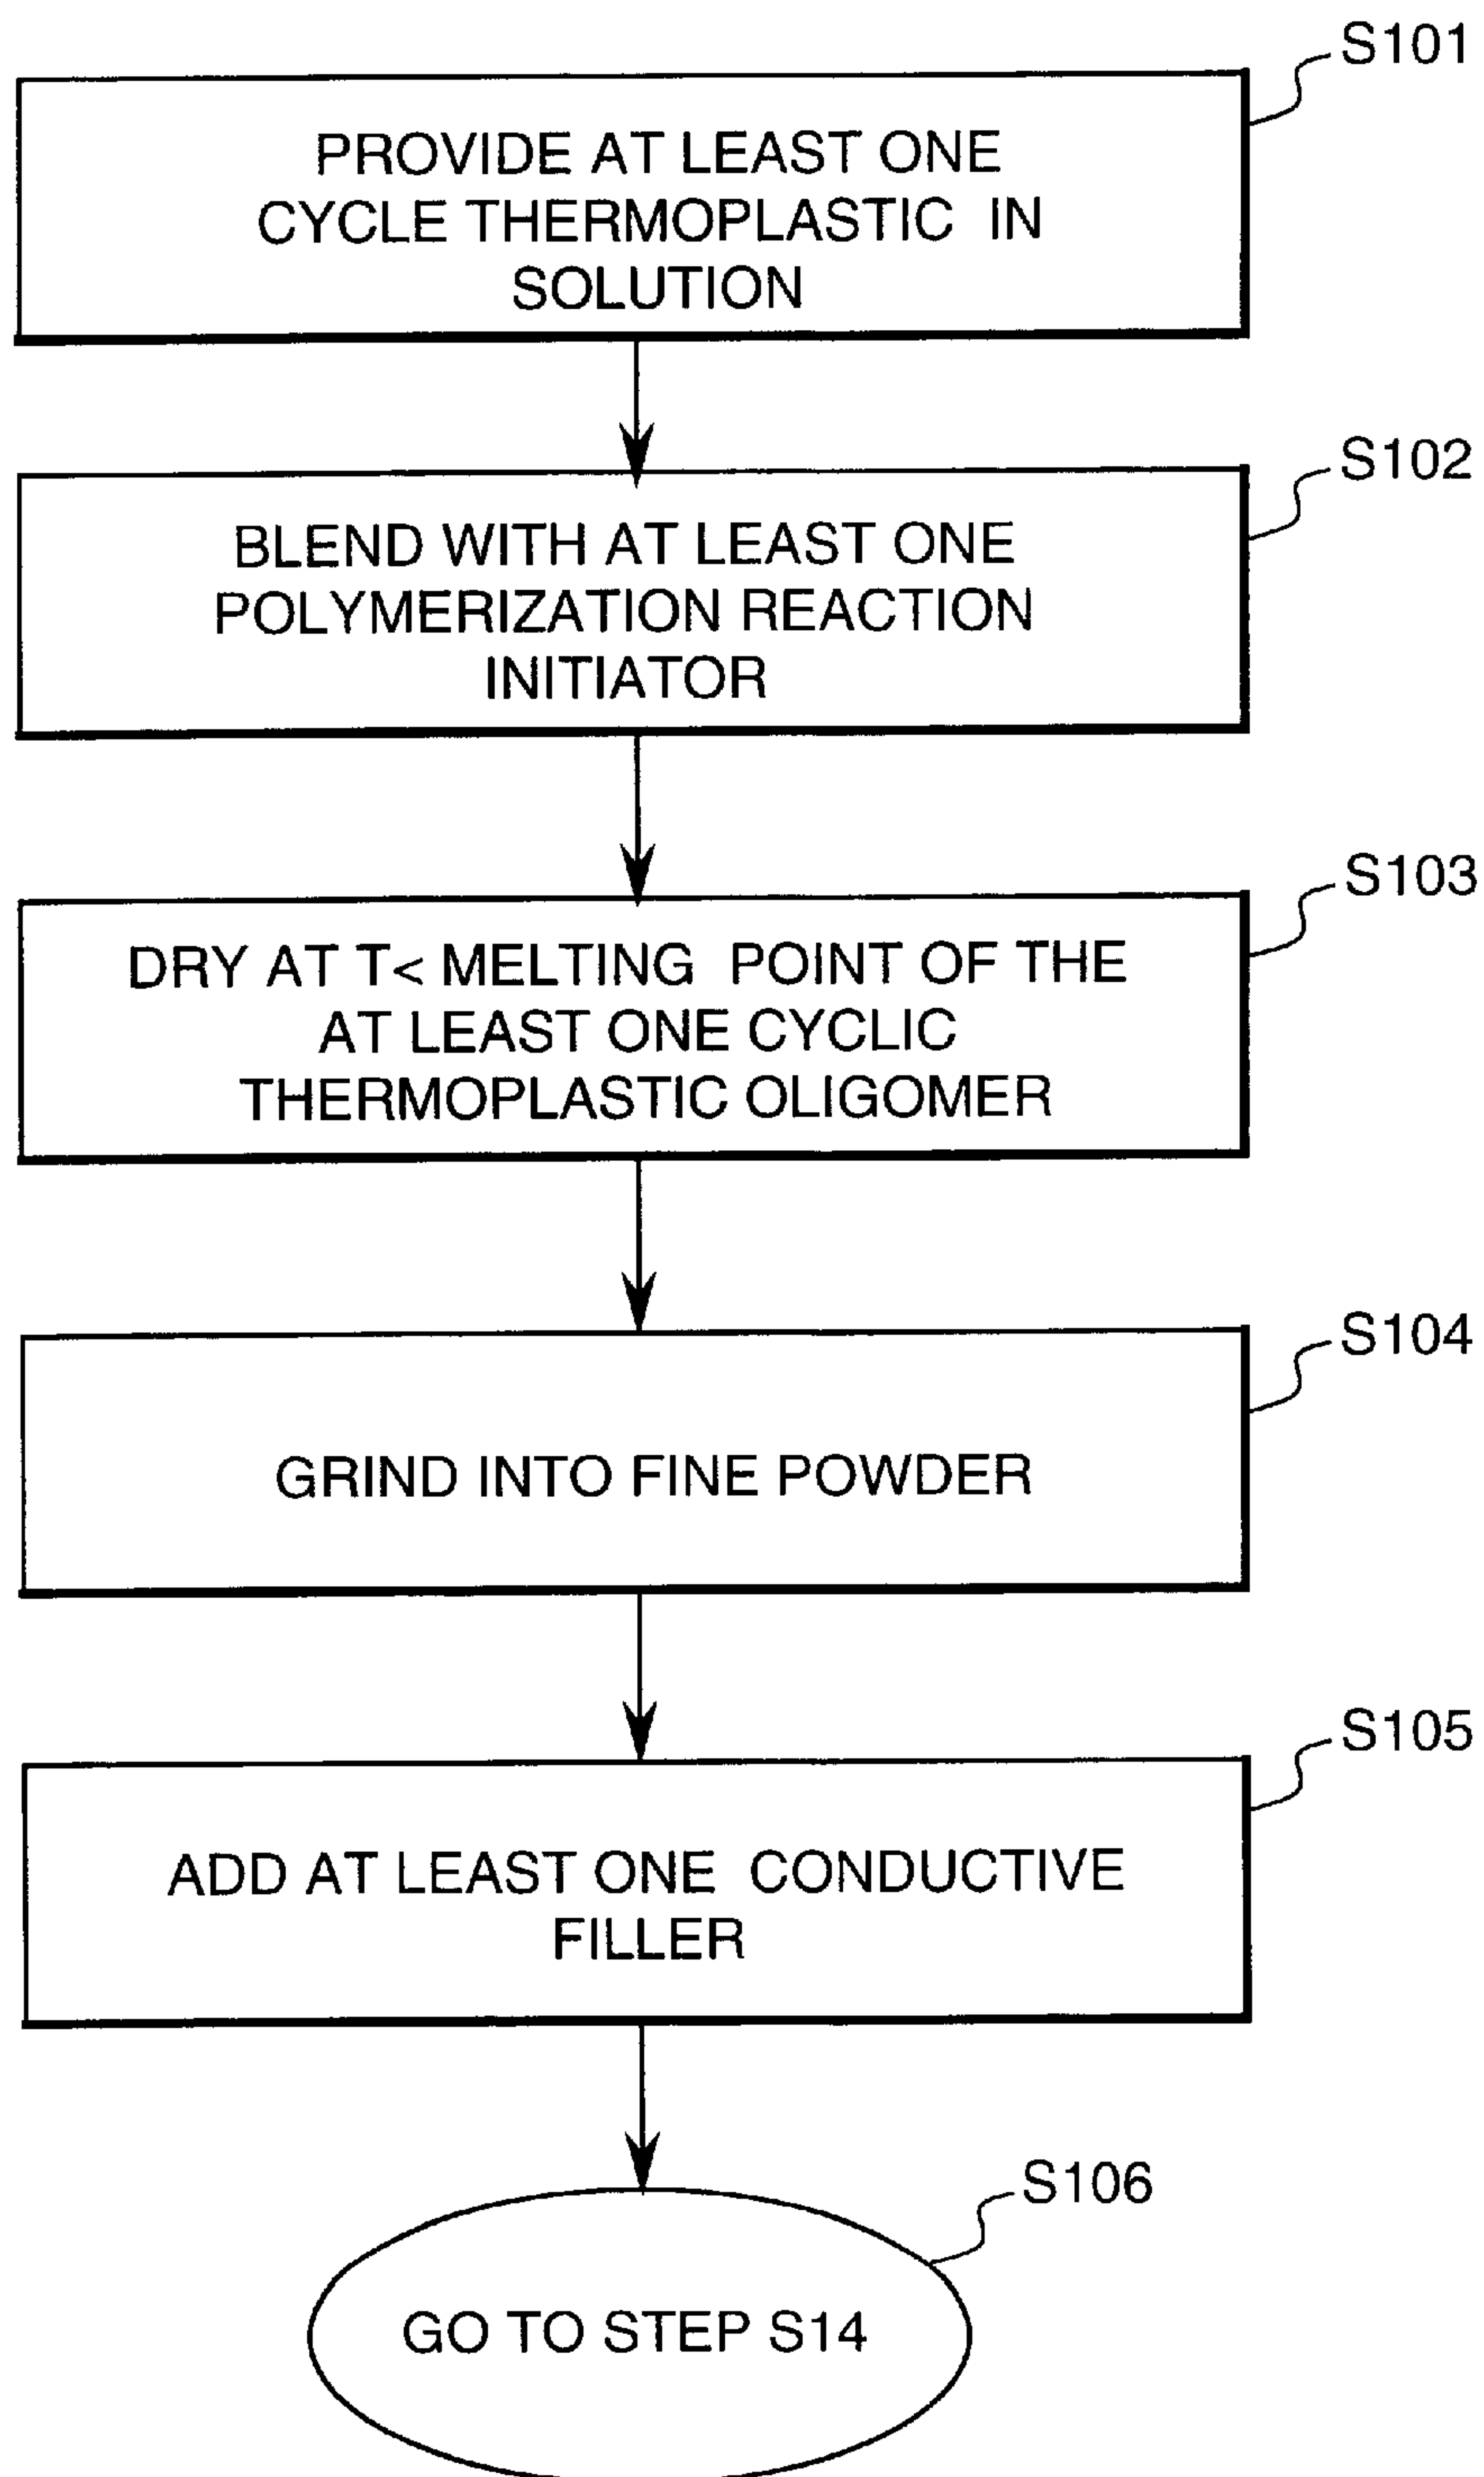 S101
PROVIDE AT LEAST ONE
CYCLE THERMOPLASTIC IN
SOLUTION
S102
BLEND WITH AT LEAST ONE
POLYMERIZATION REACTION
INITIATOR
S103
DRY AT T< MELTING POINT OF THE
AT LEAST ONE CYCLIC
THERMOPLASTIC OLIGOMER
S104
GRIND INTO FINE POWDER
S105
ADD AT LEAST ONE CONDUCTIVE
FILLER
S106
GO TO STEP S14